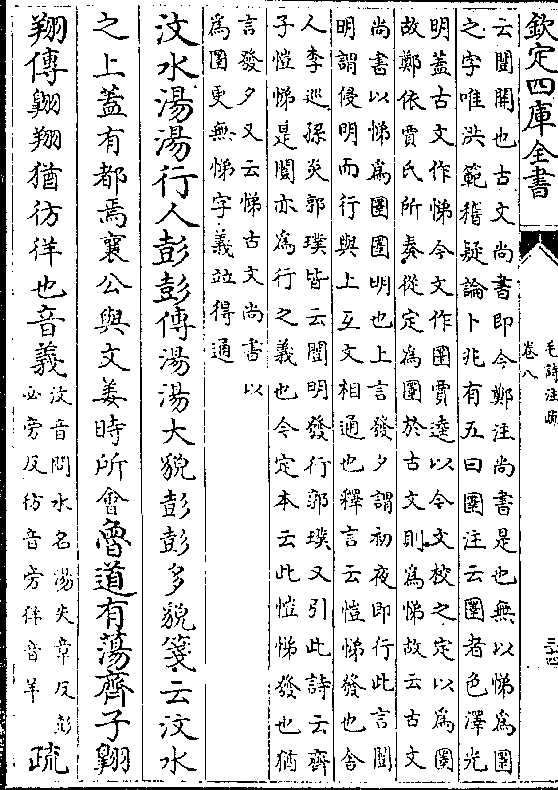 欽定四庫全書
毛詩注疏
卷八
三十四
云闓開也古文尚書即今鄭注尚書是也無以悌為圛
之字唯洪範稽疑論卜兆有五曰圛注云圛者色澤光
明蓋古文作悌今文作圛賈逵以今文校之定以為圛
故鄭依賈氏所奏從定為圛於古文則為悌故云古文
尚書以悌為圛圛明也上言發夕謂初夜即行此言闓
明謂侵明而行與上互文相通也釋言云愷悌發也舍
人李巡孫炎郭璞皆云闓明發行郭璞又引此詩云齊
子愷悌是闓亦為行之義也今定本云此愷悌發也猶
言發夕又云悌古文尚書以
為圛更無悌字義竝得通
汶水湯湯行人彭彭傳湯湯大貌彭彭多貌箋云汶水
之上蓋有都焉襄公與文姜時所會魯道有蕩齊子翺
翔傳翺翔猶彷徉也音義
汶音問水名湯失章反彭
必旁反彷音旁徉音羊
疏